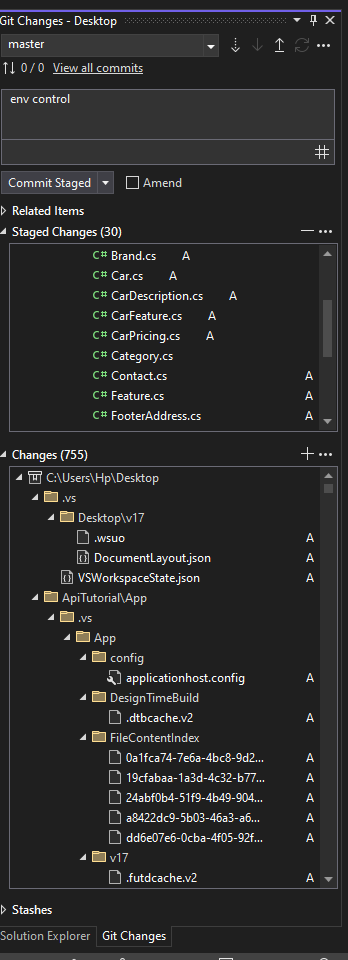 Git Changes - Desktop
master
0 / 0 View all commits
env control
Commit Staged Amend
Related Items
Staged Changes (30)
C# Brand.cs A
C# Car.cs A
C# CarDescription.cs A
C# CarFeature.cs A
C# CarPricing.cs A
C# Category.cs
C# Contact.cs A
C# Feature.cs A
C# FooterAddress.cs A
Changes (755)
C:\Users\Hp\Desktop
.vs
Desktop\v17
.wsuo A
DocumentLayout.json A
VSWorkspaceState.json A
ApiTutorial\App
.vs
App
config
applicationhost.config A
DesignTimeBuild
.dtbcache.v2 A
FileContentIndex
0a1fca74-7e6a-4bc8-9d2... A
19cfabaa-1a3d-4c32-b77... A
24abf0b4-51f9-4b49-904... A
a8422dc9-5b03-46a3-a6... A
dd6e07e6-0cba-4f05-92f... A
v17
.futdcache.v2 A
Stashes
Solution Explorer Git Changes